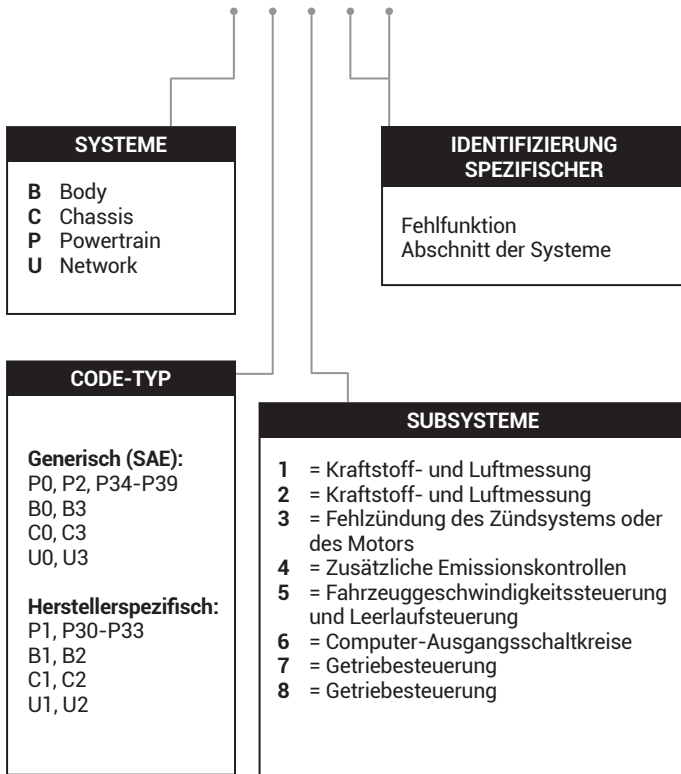 SYSTEME
B Body
C Chassis
P Powertrain
U Network
IDENTIFIZIERUNG
SPEZIFISCHER
Fehlfunktion
Abschnitt der Systeme
CODE-TYP
Generisch (SAE):
P0, P2, P34-P39
B0, B3
C0, C3
U0, U3
Herstellerspezifisch:
P1, P30-P33
B1, B2
C1, C2
U1, U2
SUBSYSTEME
1 = Kraftstoff- und Luftmessung
2 = Kraftstoff- und Luftmessung
3 = Fehlzündung des Zündsystems oder
des Motors
4 = Zusätzliche Emissionskontrollen
5 = Fahrzeuggeschwindigkeitssteuerung
und Leerlaufsteuerung
6 = Computer-Ausgangsschaltkreise
7 = Getriebesteuerung
8 = Getriebesteuerung